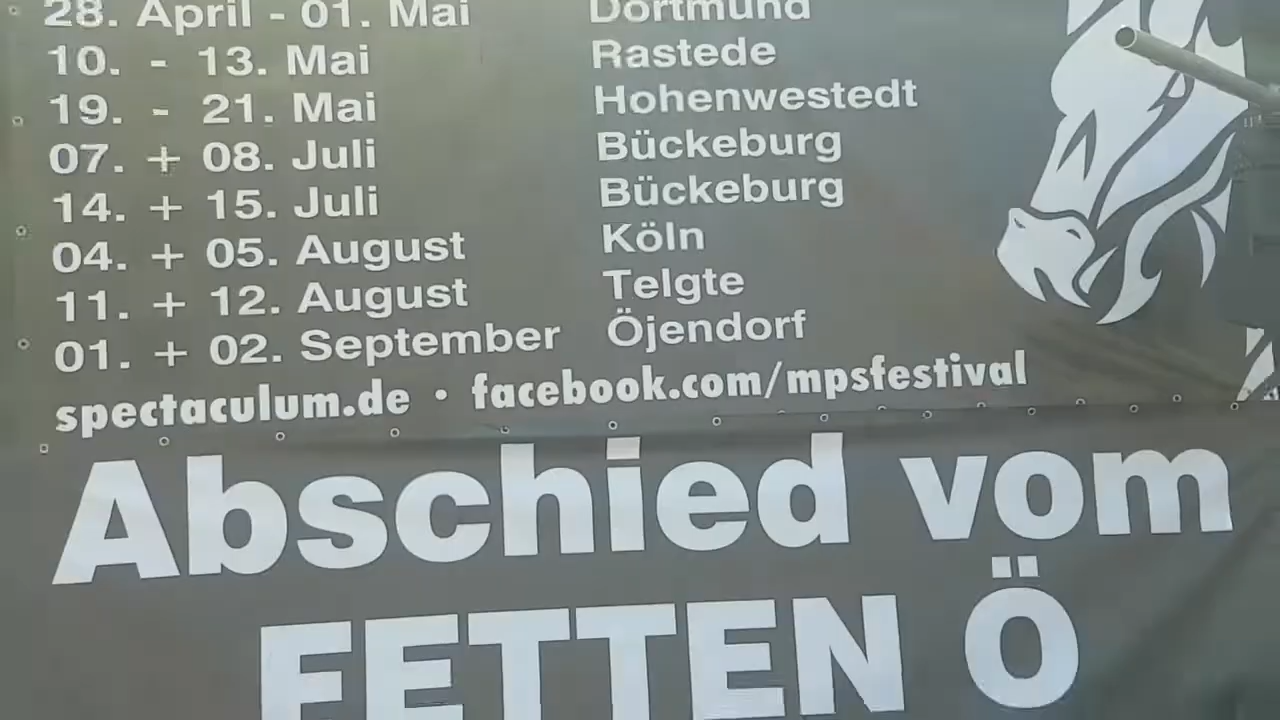 28. April - 01. Mai Dortmund
10. - 13. Mai Rastede
19. - 21. Mai Hohenwestedt
07. + 08. Juli Bückeburg
14. + 15. Juli Bückeburg
04. + 05. August Köln
11. + 12. August Telgte
01. + 02. September Öjendorf
spectaculum.de • facebook.com/mpsfestival
Abschied vom
FETTEN Ö